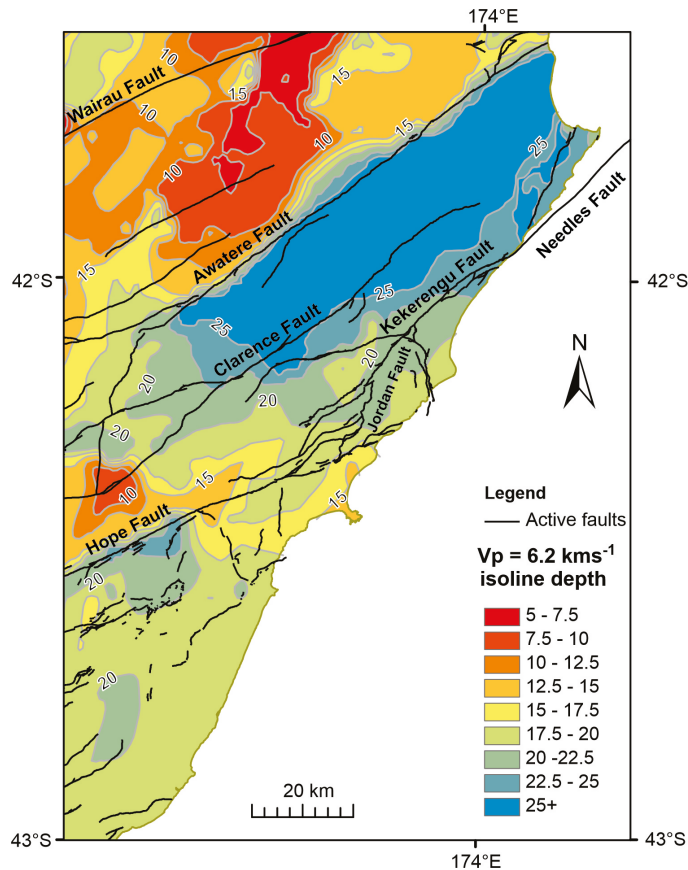 174°E
10
15
15
Wairau Fault
10
15
10
25
10
Needles Fault
15
Awatere Fault
42°S
42°S
25
25
Kekerengu Fault
Clarence Fault
N
20
20
Jordan Fault
20
20
15
10
15
Legend
Active faults
Hope Fault
Vp = 6.2 kms-1
isoline depth
20
5 - 7.5
7.5 - 10
10 - 12.5
20
12.5 - 15
15 - 17.5
17.5 - 20
20 -22.5
20 km
22.5 - 25
25+
43°S
43°S
174°E